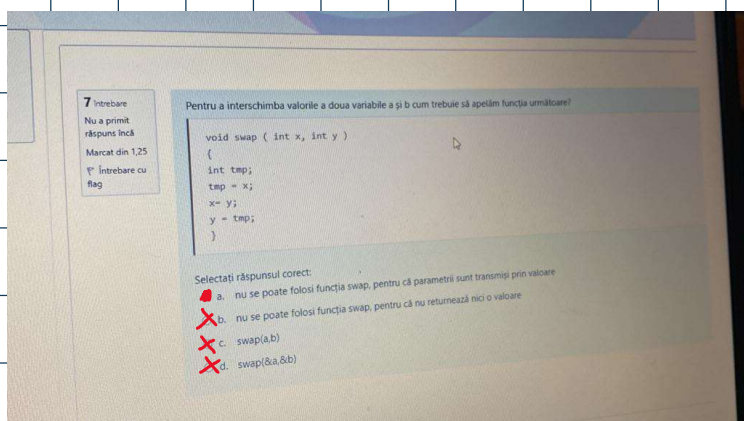 7 Întrebare
Nu a primit
răspuns încă
Marcat din 1,25
Întrebare cu
flag
Pentru a interschimba valorile a doua variabile a și b cum trebuie să apelăm funcția următoare?
void swap ( int x, int y )
{
int tmp;
tmp = x;
x= y;
y = tmp;
}
Selectați răspunsul corect:
a. nu se poate folosi funcția swap, pentru că parametrii sunt transmiși prin valoare
b. nu se poate folosi funcția swap, pentru că nu returnează nici o valoare
c. swap(a,b)
d. swap(&a,&b)